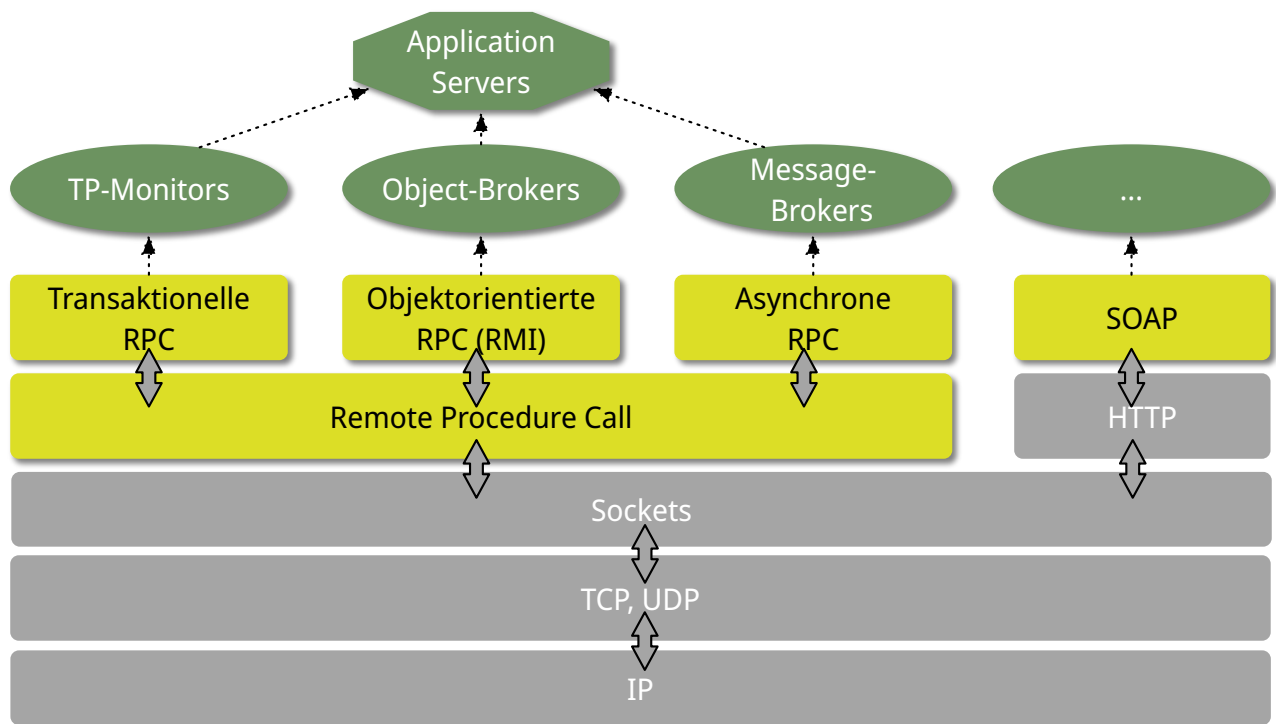 Application
Servers
TP-Monitors
Object-Brokers
Message-
Brokers
...
Transaktionelle
RPC
Objektorientierte
RPC (RMI)
Asynchrone
RPC
SOAP
Remote Procedure Call
HTTP
Sockets
TCP, UDP
IP